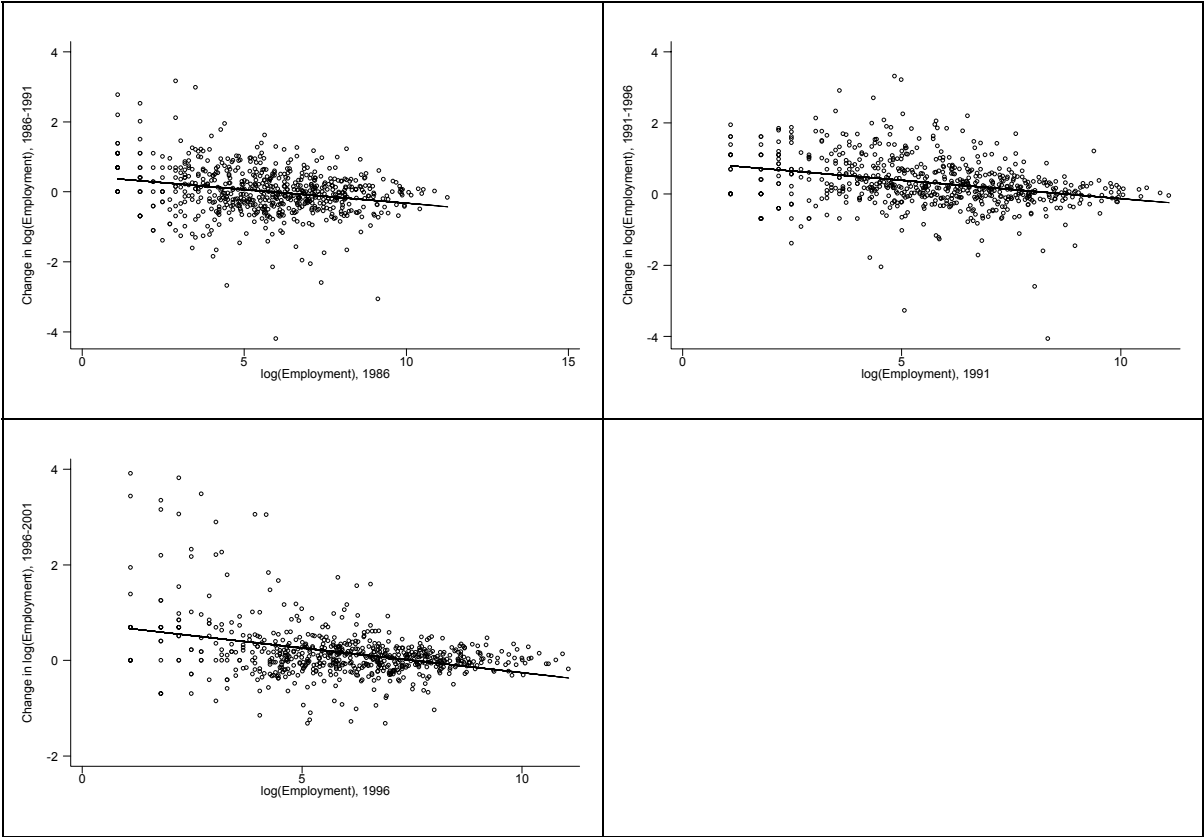 Change in log(Employment), 1986-1991
4
2
0
-2
-4
0 5 10 15
log(Employment), 1986
Change in log(Employment), 1991-1996
4
2
0
-2
-4
0 5 10
log(Employment), 1991
Change in log(Employment), 1996-2001
4
2
0
-2
0 5 10
log(Employment), 1996